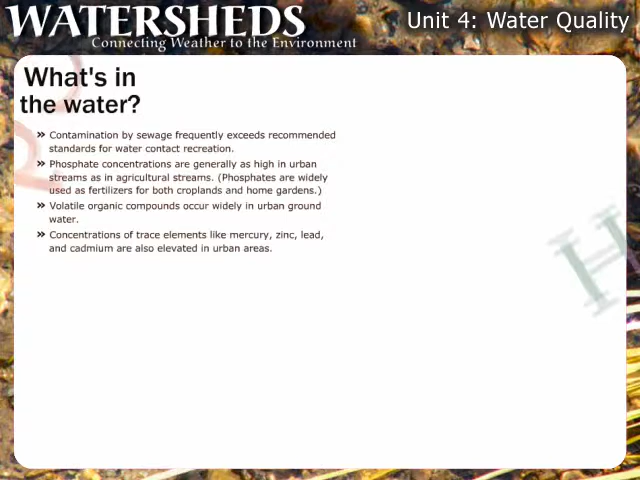 WATERSHEDS
Connecting Weather to the Environment
Unit 4: Water Quality
What's in
the water?
» Contamination by sewage frequently exceeds recommended
standards for water contact recreation.
» Phosphate concentrations are generally as high in urban
streams as in agricultural streams. (Phosphates are widely
used as fertilizers for both croplands and home gardens.)
» Volatile organic compounds occur widely in urban ground
water.
» Concentrations of trace elements like mercury, zinc, lead,
and cadmium are also elevated in urban areas.
H